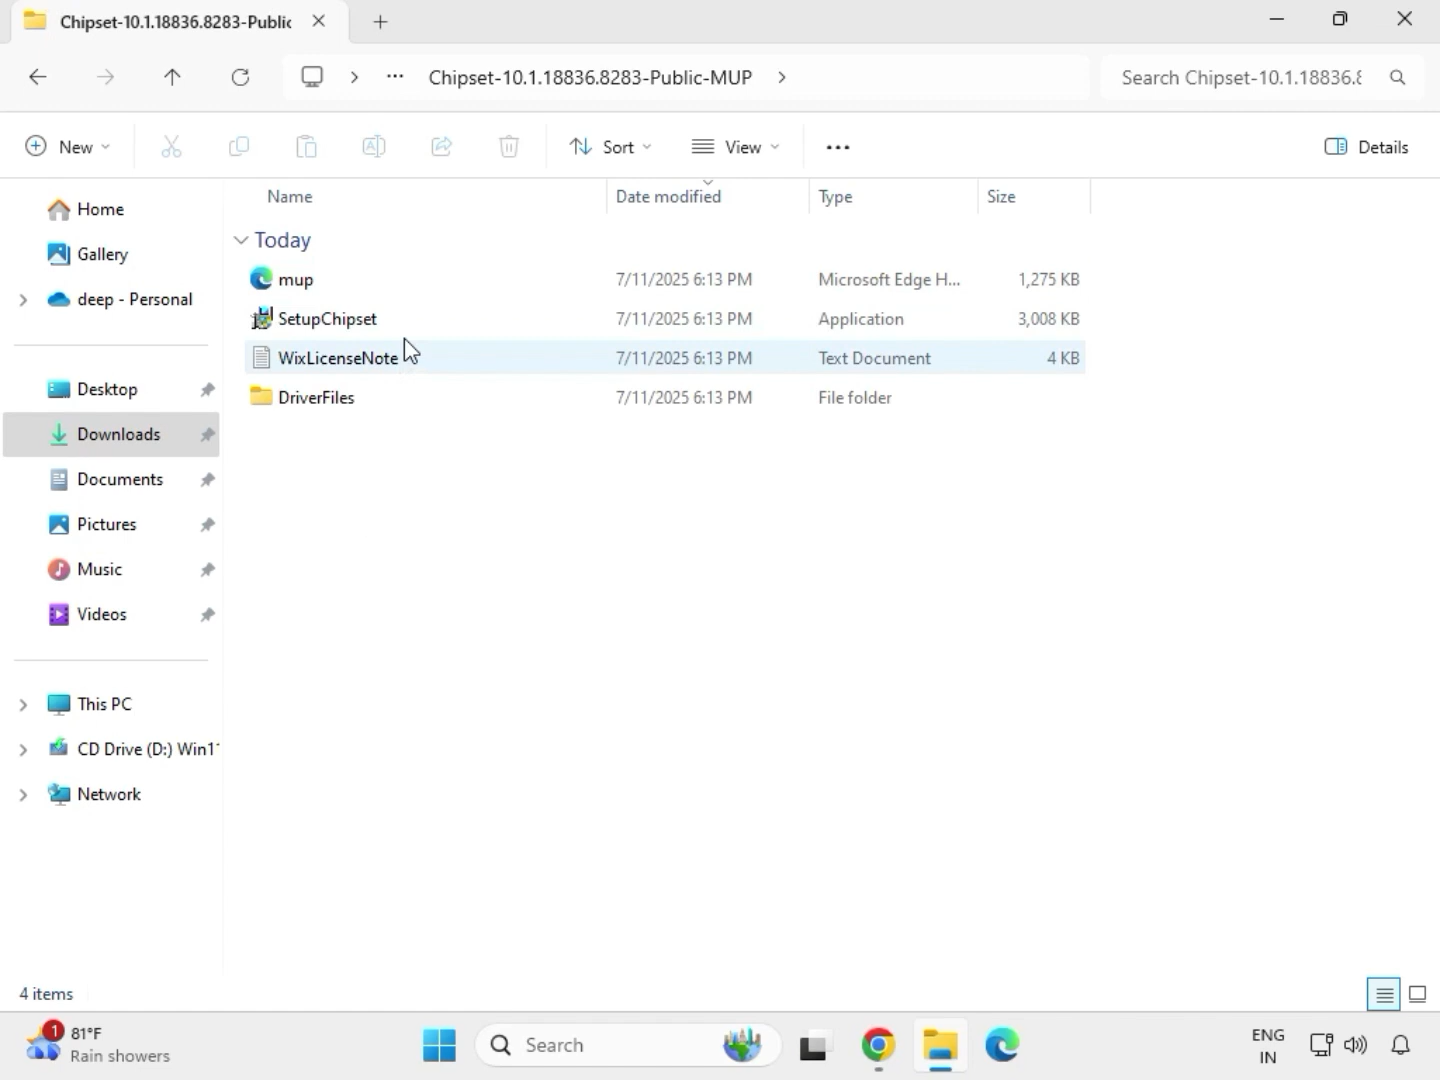 Chipset-10.1.18836.8283-Public
Chipset-10.1.18836.8283-Public-MUP
Search Chipset-10.1.18836.8
New
Sort
View
Details
Name Date modified Type Size
Home
Gallery
deep - Personal
Desktop
Downloads
Documents
Pictures
Music
Videos
This PC
CD Drive (D:) Win11
Network
Today
mup 7/11/2025 6:13 PM Microsoft Edge H... 1,275 KB
SetupChipset 7/11/2025 6:13 PM Application 3,008 KB
WixLicenseNote 7/11/2025 6:13 PM Text Document 4 KB
DriverFiles 7/11/2025 6:13 PM File folder
4 items
1
81°F
Rain showers
Search
ENG
IN